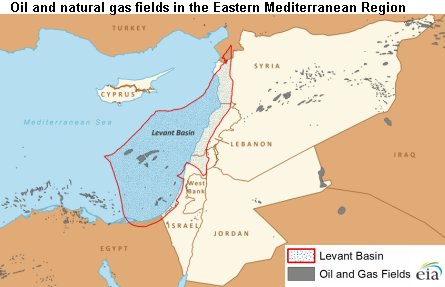 Oil and natural gas fields in the Eastern Mediterranean Region
TURKEY
SYRIA
CYPRUS
Mediterranean Sea
Levant Basin
LEBANON
IRAQ
West
Bank
ISRAEL
JORDAN
EGYPT
Levant Basin
Oil and Gas Fields
eia